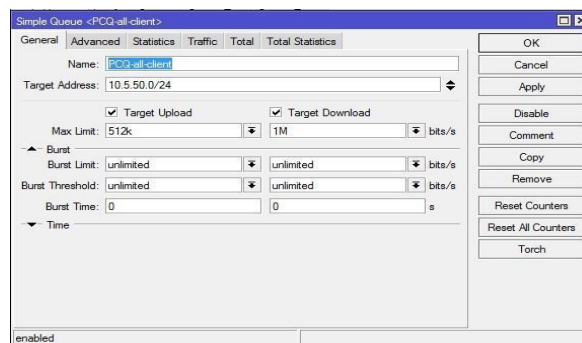 Simple Queue <PCQ-all-client>
General Advanced Statistics Traffic Total Total Statistics
Name: PCQ-all-client
Target Address: 10.5.50.0/24
Target Upload Target Download
Max Limit: 512k 1M bits/s
Burst
Burst Limit: unlimited unlimited bits/s
Burst Threshold: unlimited unlimited bits/s
Burst Time: 0 0 s
Time
OK
Cancel
Apply
Disable
Comment
Copy
Remove
Reset Counters
Reset All Counters
Torch
enabled